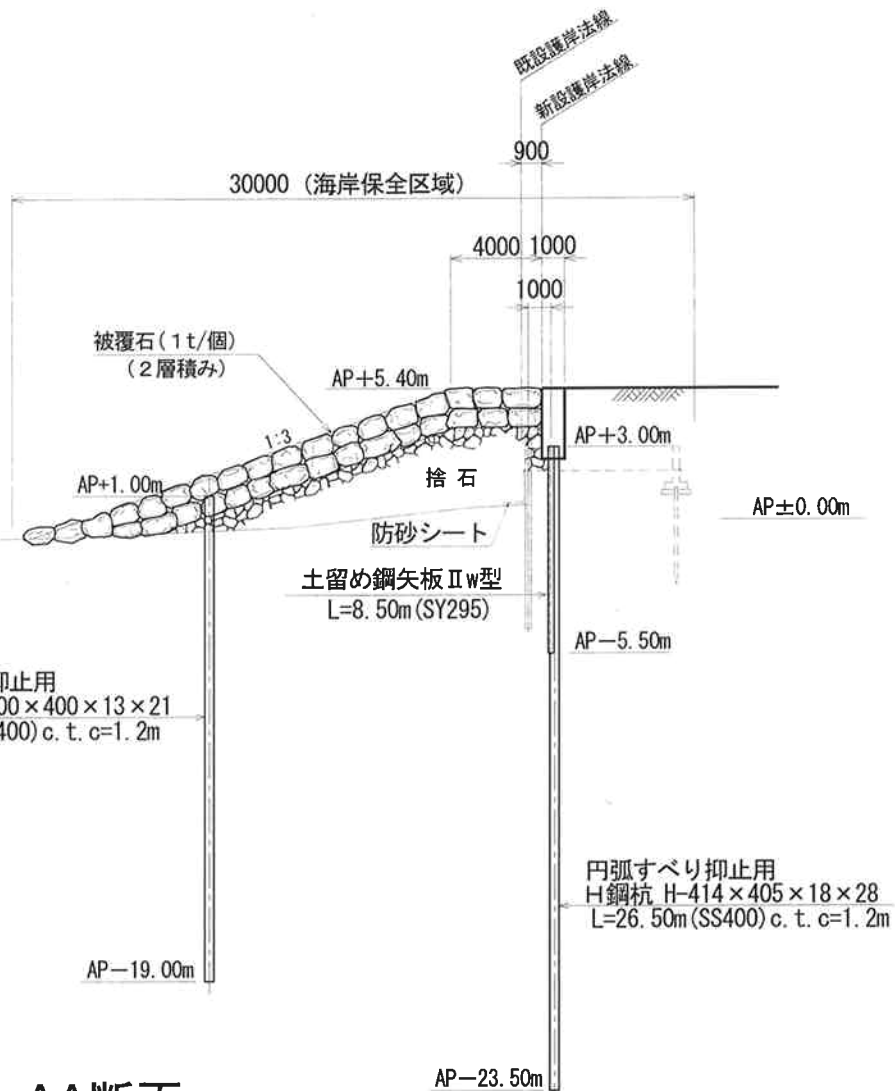 既設護岸法線
新設護岸法線
900
30000 (海岸保全区域)
4000 1000
1000
被覆石(1t/個)
(2層積み)
AP+5.40m
1:3
AP+3.00m
AP+1.00m
捨石
AP±0.00m
防砂シート
土留め鋼矢板Ⅱw型
L=8.50m(SY295)
AP-5.50m
抑止用
00×400×13×21
400)c.t.c=1.2m
円弧すべり抑止用
H鋼杭 H-414×405×18×28
L=26.50m(SS400)c.t.c=1.2m
AP-19.00m
AP-23.50m